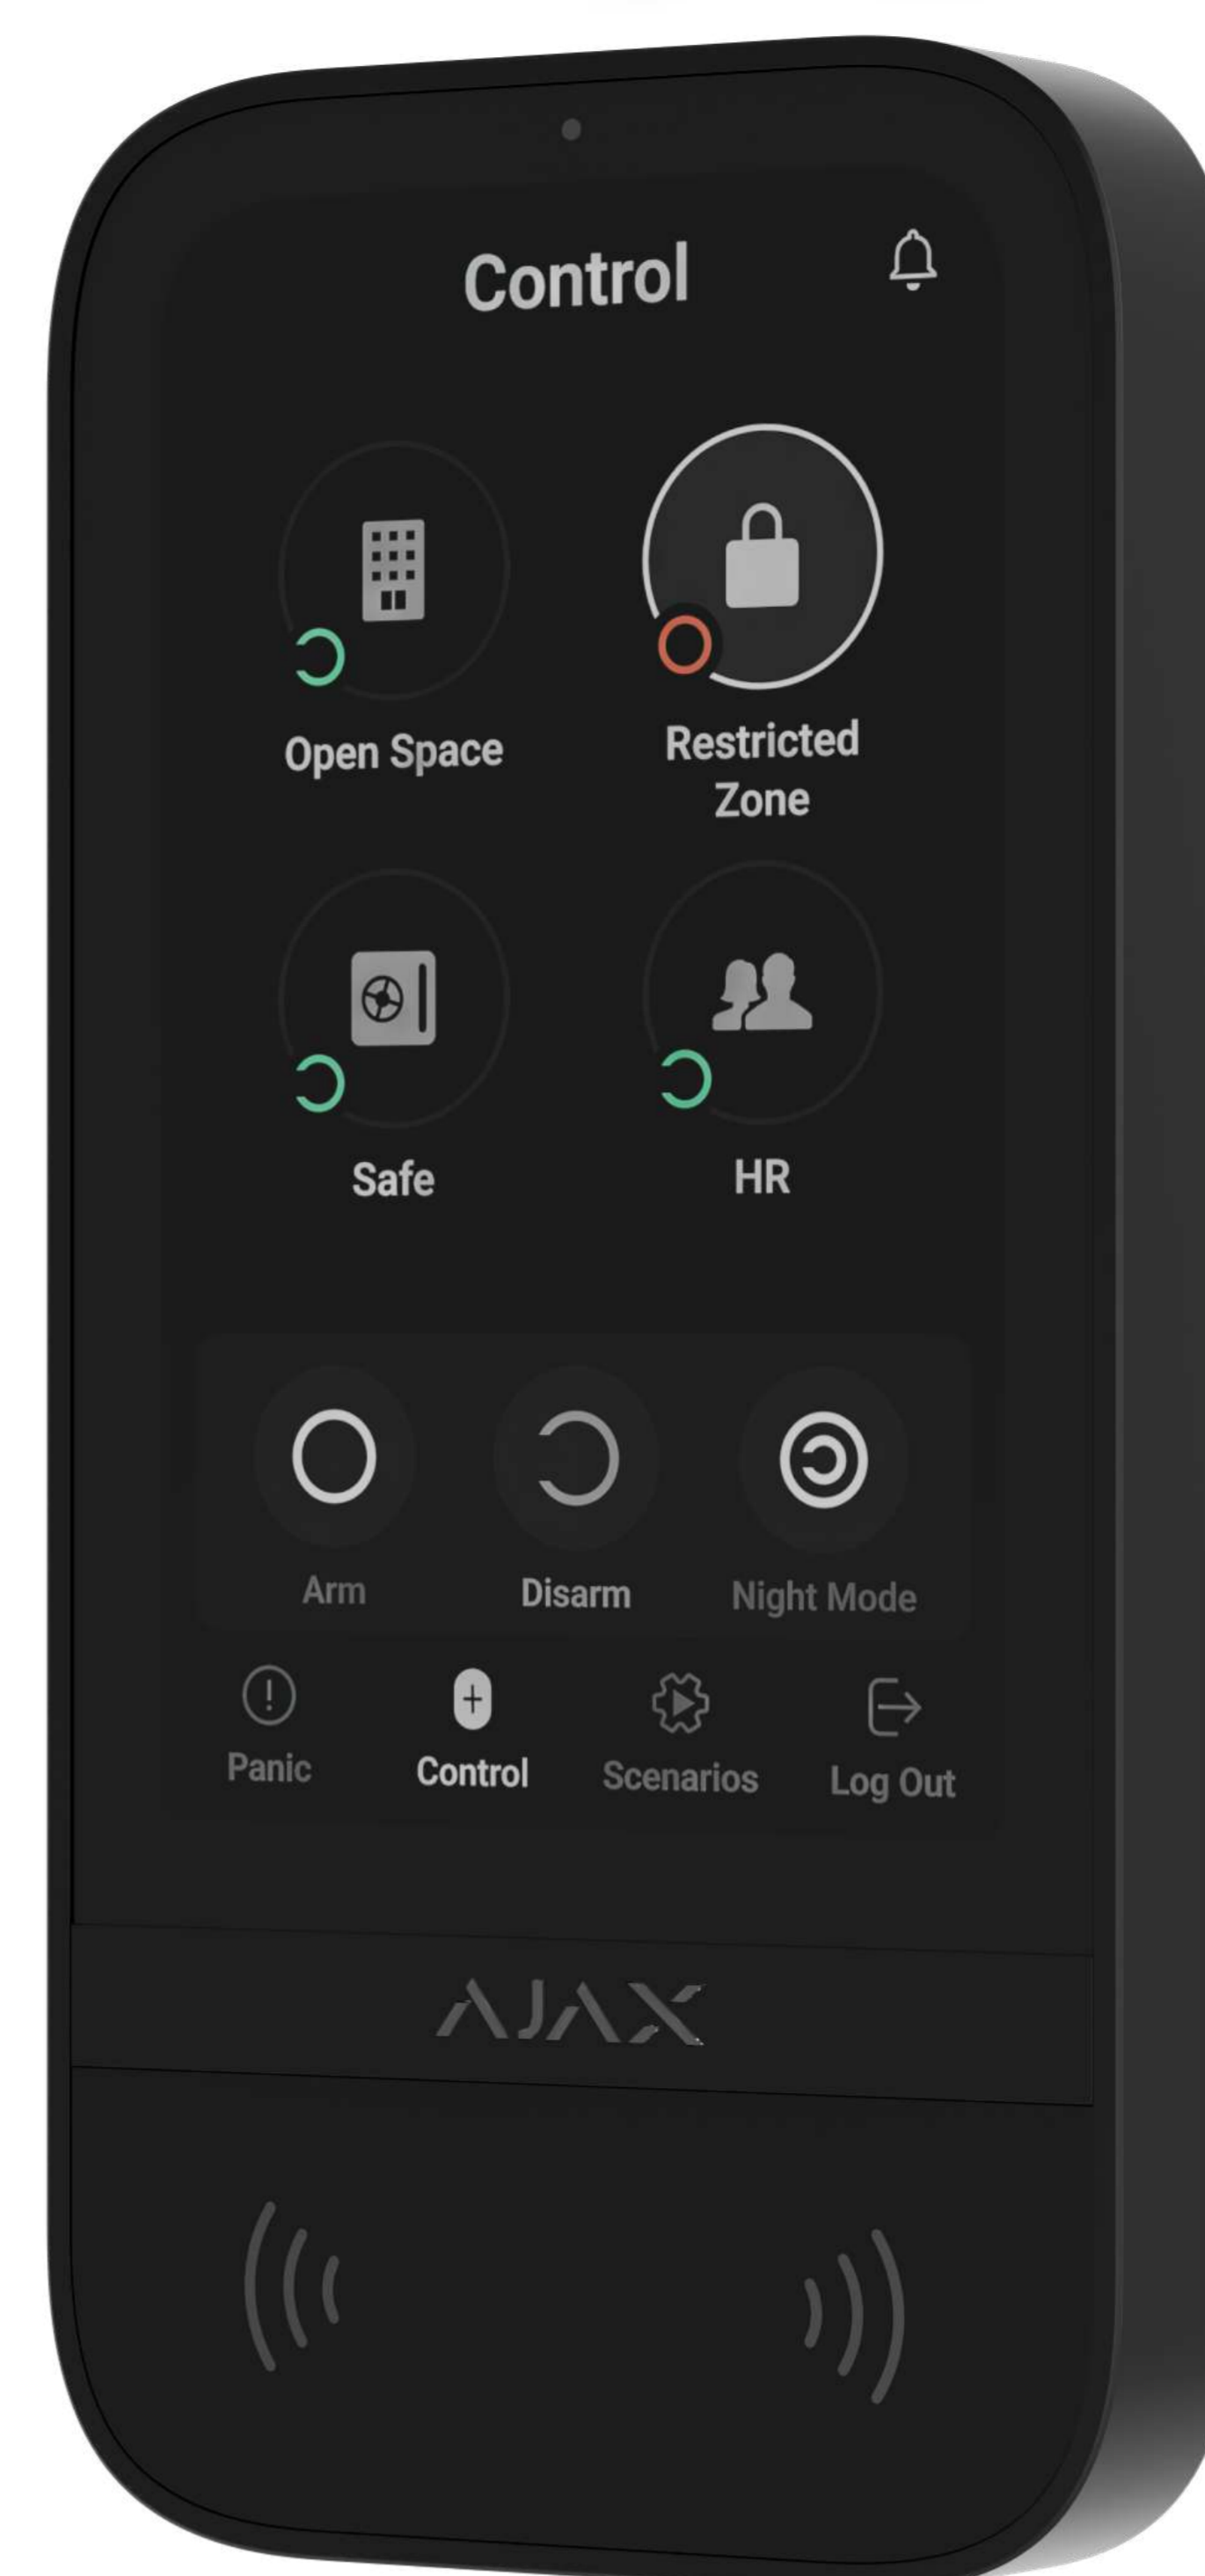 Control
Open Space
Restricted
Zone
Safe
HR
Arm
Disarm
Night Mode
Panic
Control
Scenarios
Log Out
AJAX